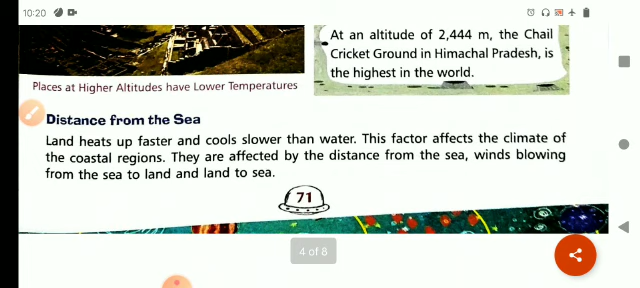 10:20
At an altitude of 2,444 m, the Chail
Cricket Ground in Himachal Pradesh, is
the highest in the world.
Places at Higher Altitudes have Lower Temperatures
Distance from the Sea
Land heats up faster and cools slower than water. This factor affects the climate of
the coastal regions. They are affected by the distance from the sea, winds blowing
from the sea to land and land to sea.
71
4 of 8